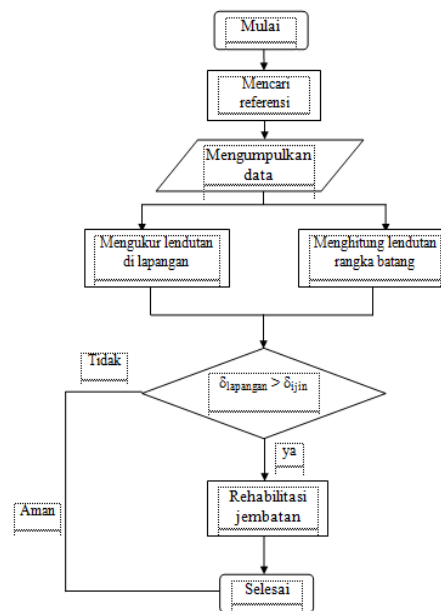 Mulai
Mencari
referensi
Mengumpulkan
data
Mengukur lendutan
di lapangan
Menghitung lendutan
rangka batang
Tidak
δlapangan > δijin
ya
Aman
Rehabilitasi
jembatan
Selesai